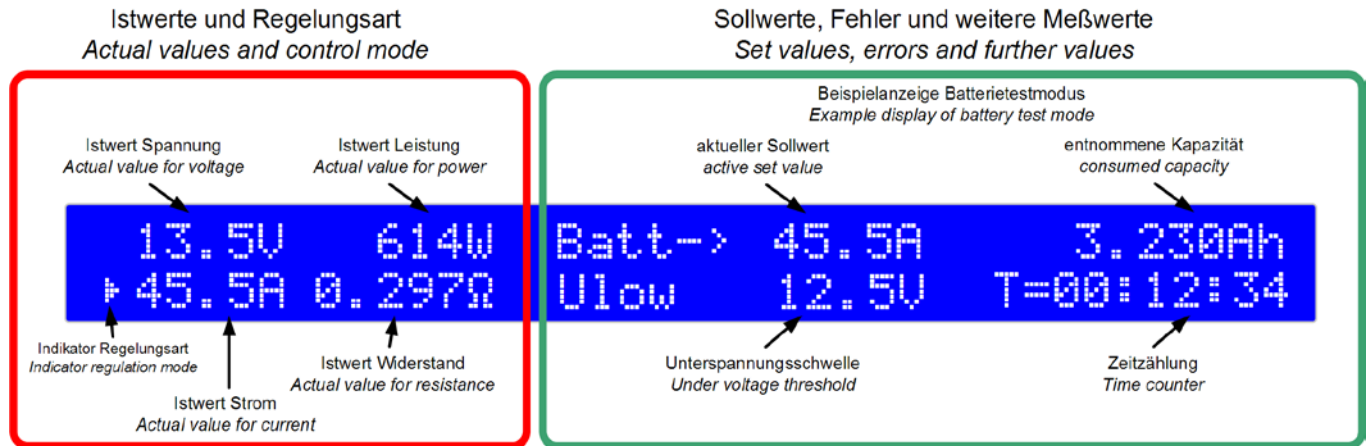 Istwerte und Regelungsart
Actual values and control mode
Sollwerte, Fehler und weitere Meßwerte
Set values, errors and further values
Beispielanzeige Batterietestmodus
Example display of battery test mode
Istwert Spannung
Actual value for voltage
Istwert Leistung
Actual value for power
aktueller Sollwert
active set value
entnommene Kapazität
consumed capacity
13.5V 614W Batt-> 45.5A 3.230Ah
45.5A 0.297Ω Ulow 12.5V T=00:12:34
Indikator Regelungsart
Indicator regulation mode
Istwert Strom
Actual value for current
Istwert Widerstand
Actual value for resistance
Unterspannungsschwelle
Under voltage threshold
Zeitzählung
Time counter